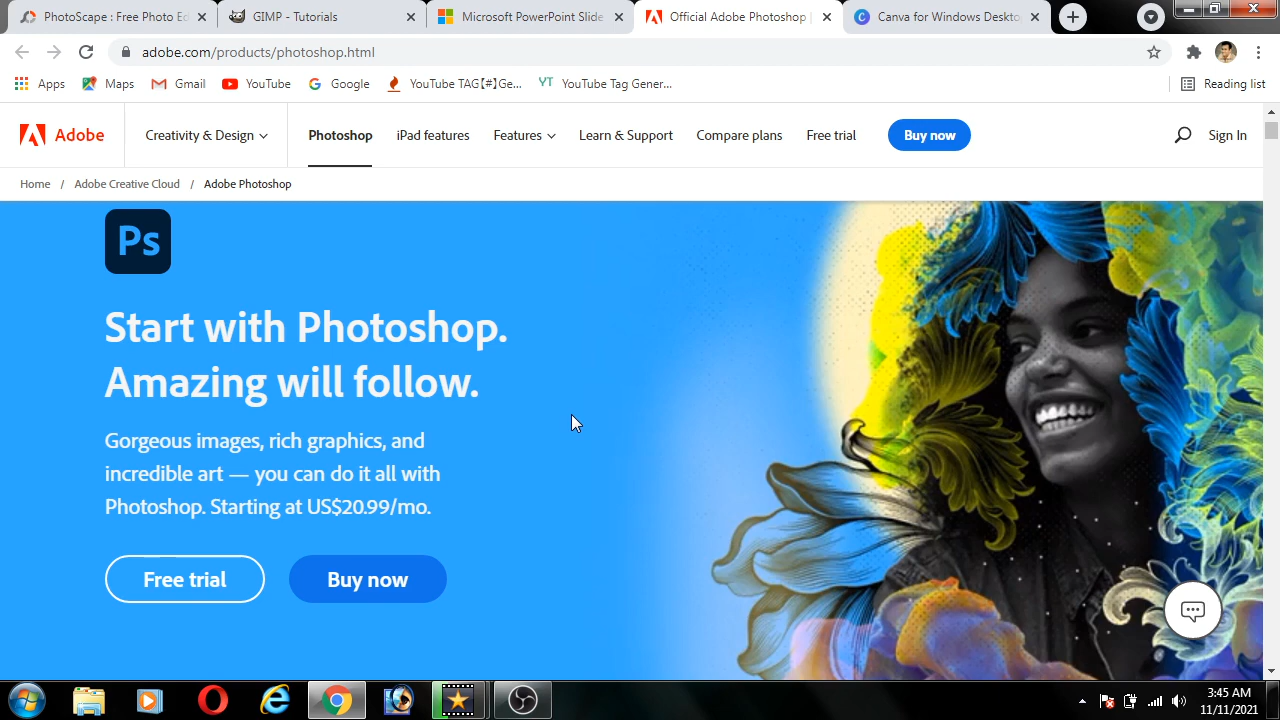 PhotoScape : Free Photo Ed
GIMP - Tutorials
Microsoft Powerpoint Slide
Official Adobe Photoshop |
Canva for Windows Deskto
adobe.com/products/photoshop.html
Apps
Maps
Gmail
YouTube
Google
YouTube TAG【#】Ge...
YT
YouTube Tag Gener...
Reading list
Adobe
Creativity & Design
Photoshop
iPad features
Features
Learn & Support
Compare plans
Free trial
Buy now
Sign In
Home / Adobe Creative Cloud / Adobe Photoshop
Ps
Start with Photoshop.
Amazing will follow.
Gorgeous images, rich graphics, and
incredible art — you can do it all with
Photoshop. Starting at US$20.99/mo.
Free trial
Buy now
3:45 AM
11/11/2021